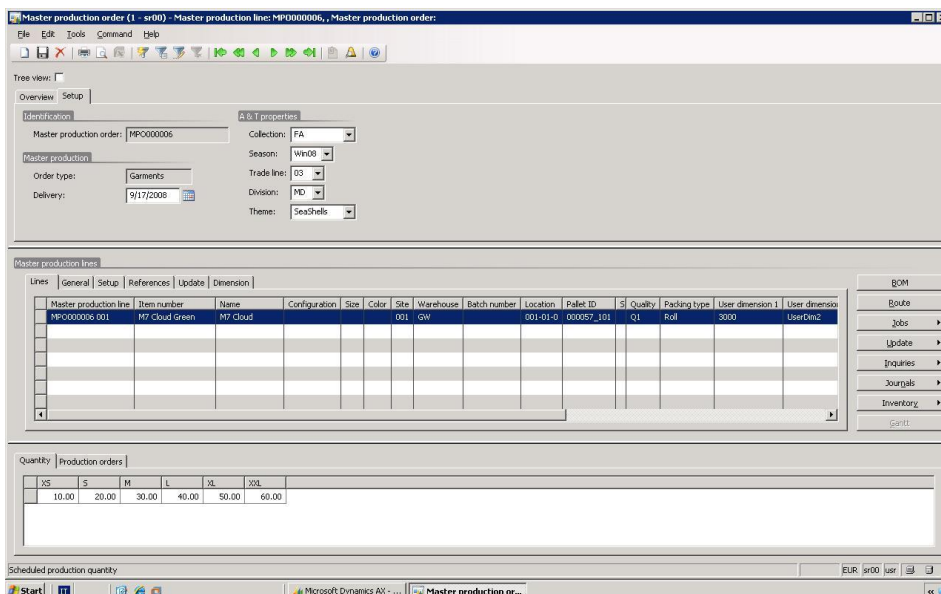 Master production order (1 - sr00) - Master production line: MPO000006, , Master production order:
File Edit Tools Command Help
Tree view:
Overview Setup
Identification
Master production order: MPO000006
Master production
Order type: Garments
Delivery: 9/17/2008
A & T properties
Collection: FA
Season: Win08
Trade line: 03
Division: MD
Theme: SeaShells
Master production lines
Lines General Setup References Update Dimension
Master production line Item number Name Configuration Size Color Site Warehouse Batch number Location Pallet ID S Quality Packing type User dimension 1 User dimensio
MPO000006 001 M7 Cloud Green M7 Cloud 001 GW 001-01-0 000057_101 Q1 Roll 3000 UserDim2
BOM
Route
Jobs
Update
Inquiries
Journals
Inventory
Gantt
Quantity Production orders
XS S M L XL XXL
10.00 20.00 30.00 40.00 50.00 60.00
Scheduled production quantity EUR sr00 usr
Start IT Microsoft Dynamics AX - ... Master production or...